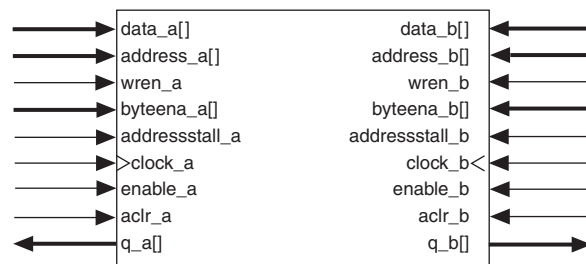 data_a[] data_b[]
address_a[] address_b[]
wren_a wren_b
byteena_a[] byteena_b[]
addressstall_a addressstall_b
clock_a clock_b
enable_a enable_b
aclr_a aclr_b
q_a[] q_b[]